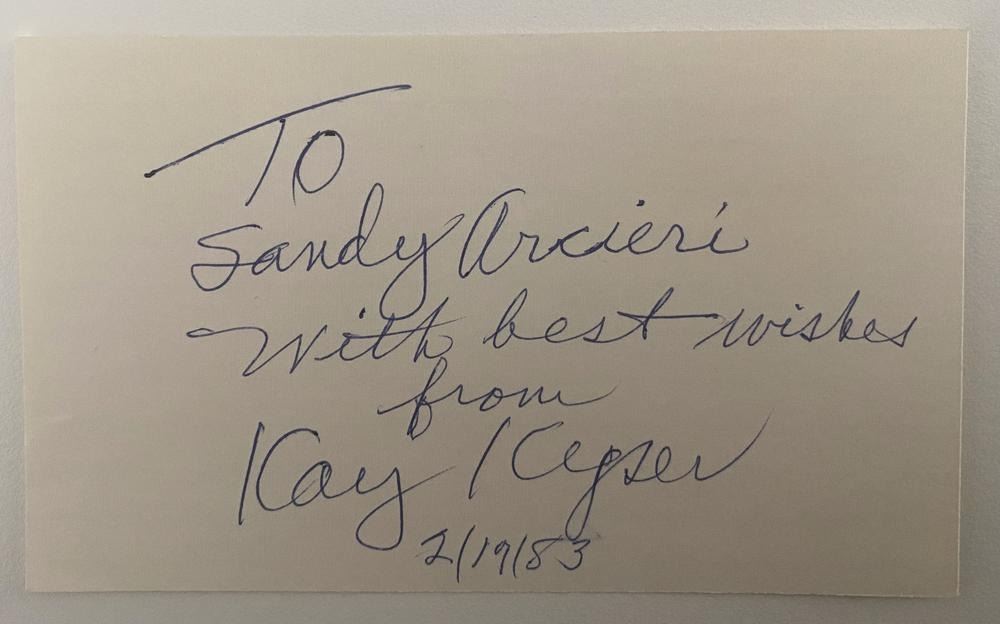 To
Sandy Arcieri
With best wishes
from
Kay Kyser
2/19/83